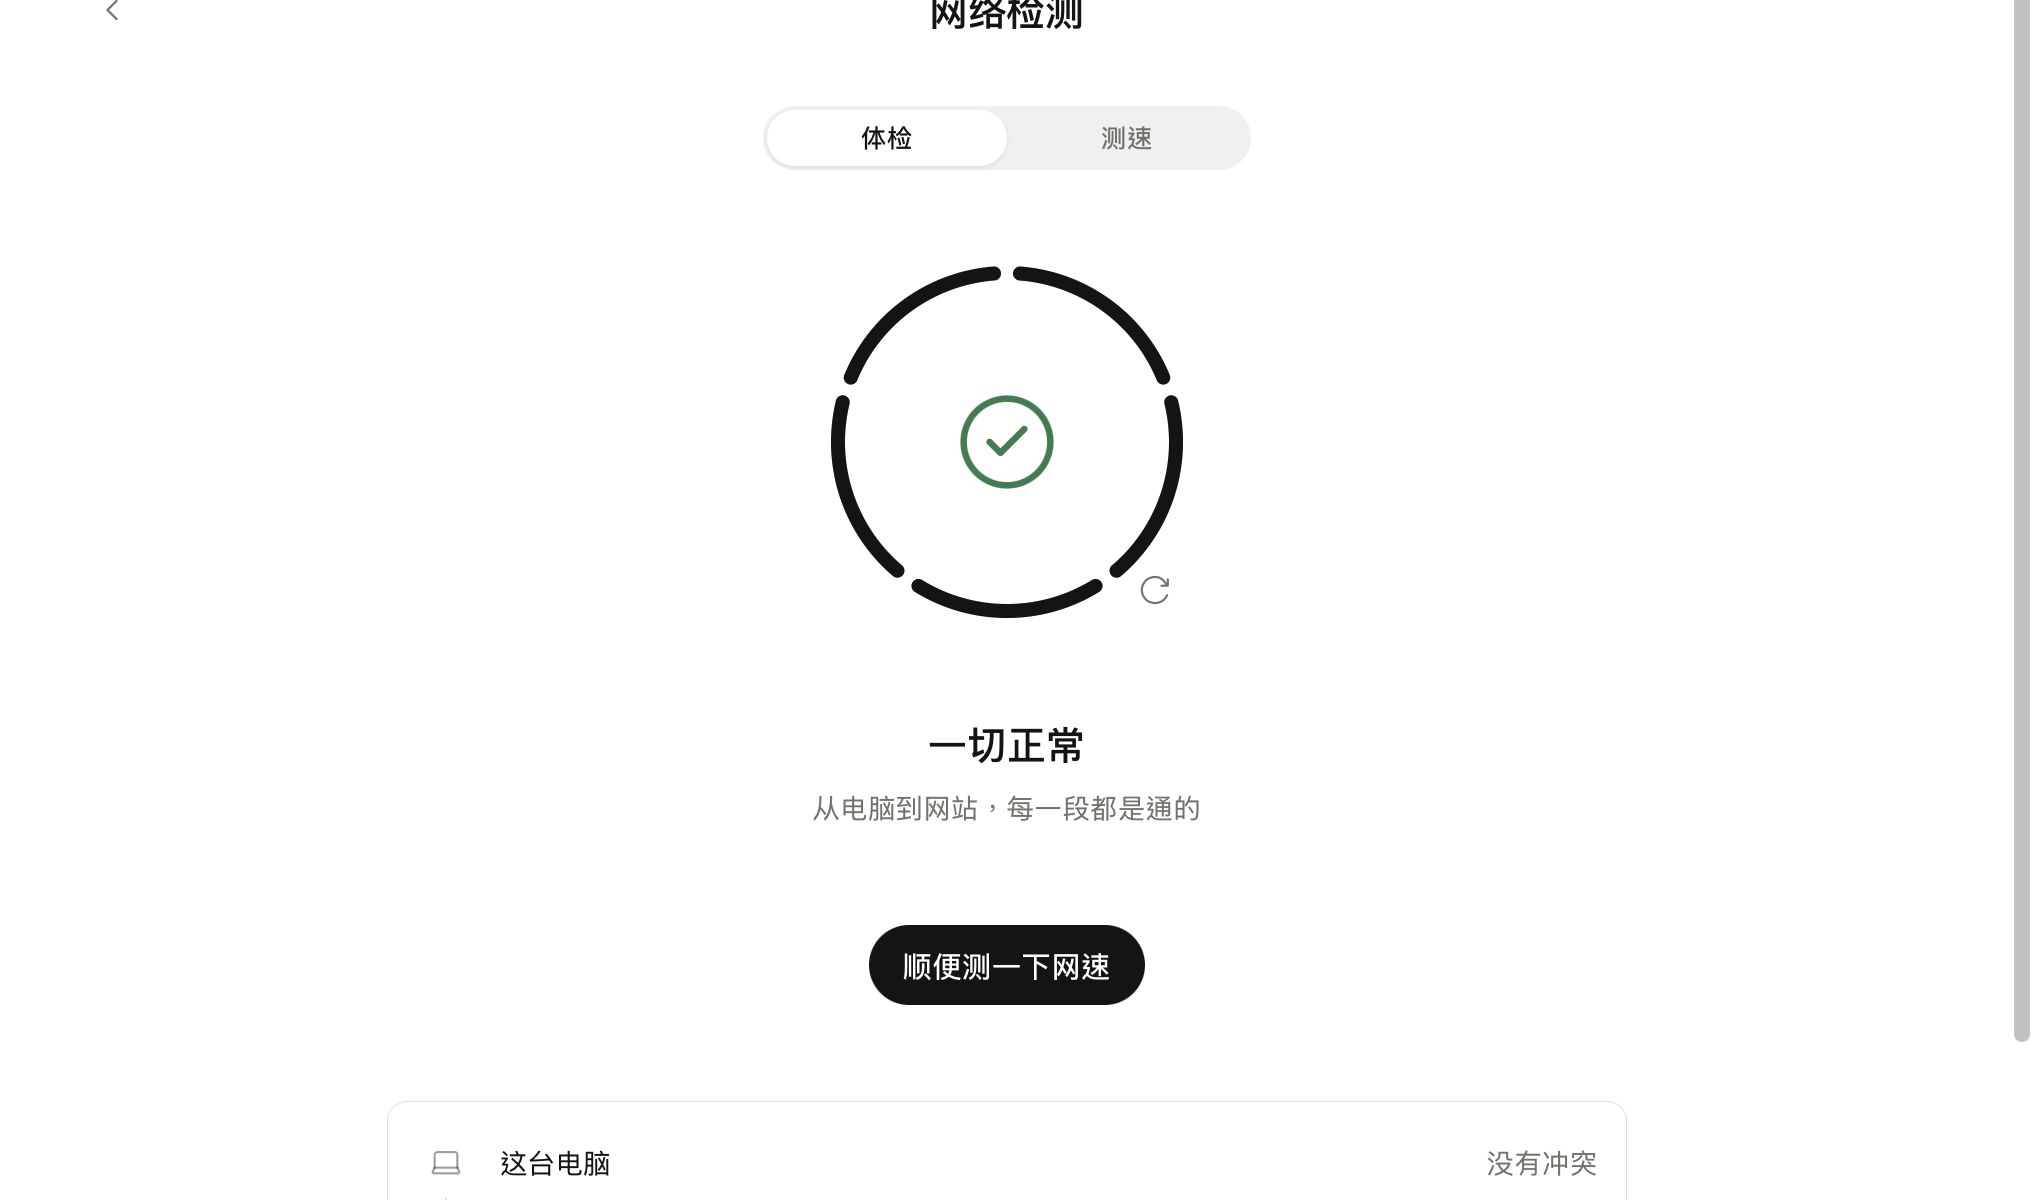 网络检测
体检
测速
一切正常
从电脑到网站，每一段都是通的
顺便测一下网速
这台电脑
没有冲突